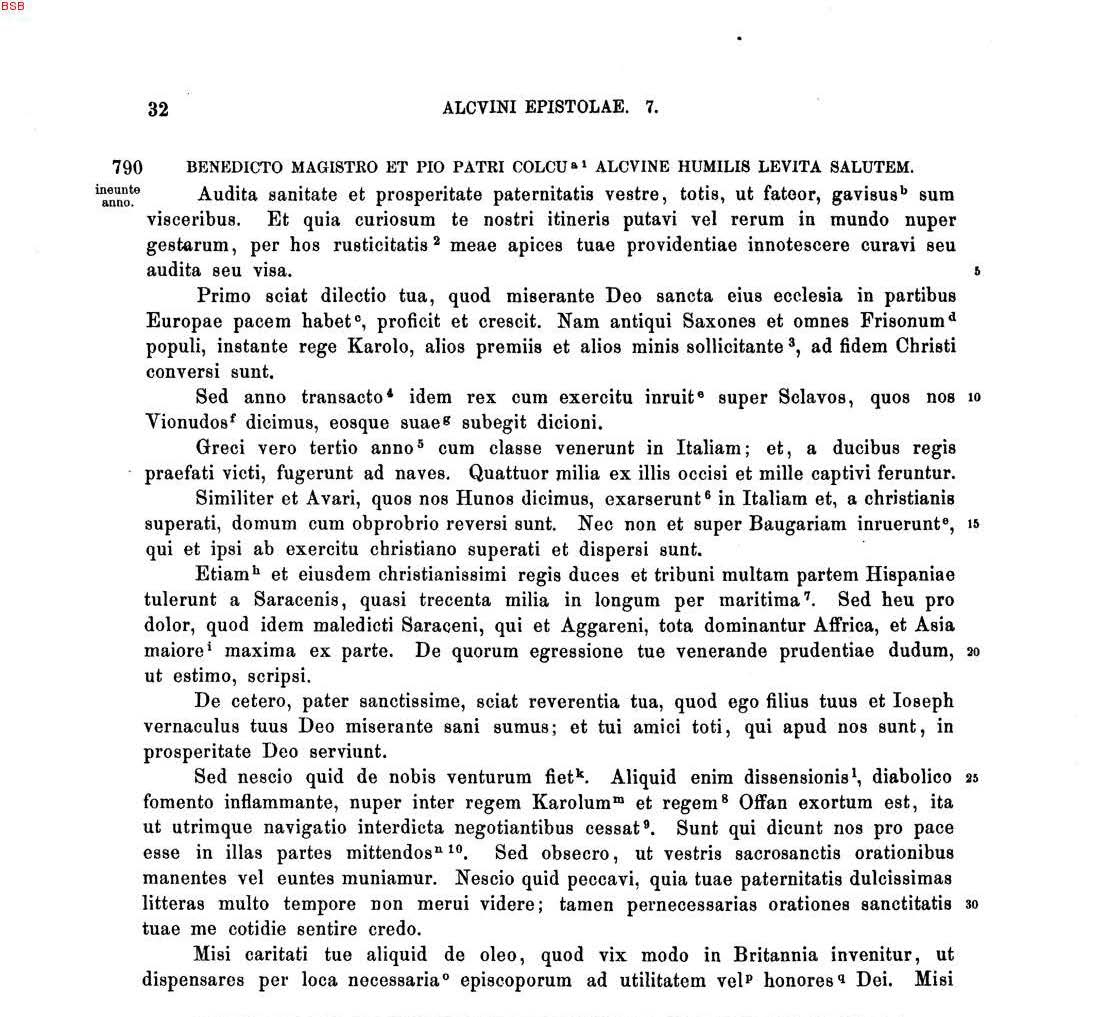 BSB
32 ALCVINI EPISTOLAE. 7.
790 BENEDICTO MAGISTRO ET PIO PATRI COLCU a 1 ALCVINE HUMILIS LEVITA SALUTEM.
ineunte anno. Audita sanitate et prosperitate paternitatis vestre, totis, ut fateor, gavisus b sum
visceribus. Et quia curiosum te nostri itineris putavi vel rerum in mundo nuper
gestarum, per hos rusticitatis 2 meae apices tuae providentiae innotescere curavi seu
audita seu visa. 5
Primo sciat dilectio tua, quod miserante Deo sancta eius ecclesia in partibus
Europae pacem habet c, proficit et crescit. Nam antiqui Saxones et omnes Frisonum d
populi, instante rege Karolo, alios premiis et alios minis sollicitante 3, ad fidem Christi
conversi sunt.
Sed anno transacto 4 idem rex cum exercitu inruit e super Sclavos, quos nos 10
Vionudos f dicimus, eosque suae g subegit dicioni.
Greci vero tertio anno 5 cum classe venerunt in Italiam; et, a ducibus regis
praefati victi, fugerunt ad naves. Quattuor milia ex illis occisi et mille captivi feruntur.
Similiter et Avari, quos nos Hunos dicimus, exarserunt 6 in Italiam et, a christianis
superati, domum cum obprobrio reversi sunt. Nec non et super Baugariam inruerunt e, 15
qui et ipsi ab exercitu christiano superati et dispersi sunt.
Etiam h et eiusdem christianissimi regis duces et tribuni multam partem Hispaniae
tulerunt a Saracenis, quasi trecenta milia in longum per maritima 7. Sed heu pro
dolor, quod idem maledicti Saraceni, qui et Aggareni, tota dominantur Affrica, et Asia
maiore i maxima ex parte. De quorum egressione tue venerande prudentiae dudum, 20
ut estimo, scripsi.
De cetero, pater sanctissime, sciat reverentia tua, quod ego filius tuus et Ioseph
vernaculus tuus Deo miserante sani sumus; et tui amici toti, qui apud nos sunt, in
prosperitate Deo serviunt.
Sed nescio quid de nobis venturum fiet k. Aliquid enim dissensionis l, diabolico 25
fomento inflammante, nuper inter regem Karolum m et regem 8 Offan exortum est, ita
ut utrimque navigatio interdicta negotiantibus cessat 9. Sunt qui dicunt nos pro pace
esse in illas partes mittendos n 10. Sed obsecro, ut vestris sacrosanctis orationibus
manentes vel euntes muniamur. Nescio quid peccavi, quia tuae paternitatis dulcissimas
litteras multo tempore non merui videre; tamen pernecessarias orationes sanctitatis 30
tuae me cotidie sentire credo.
Misi caritati tue aliquid de oleo, quod vix modo in Britannia invenitur, ut
dispensares per loca necessaria o episcoporum ad utilitatem vel p honores q Dei. Misi